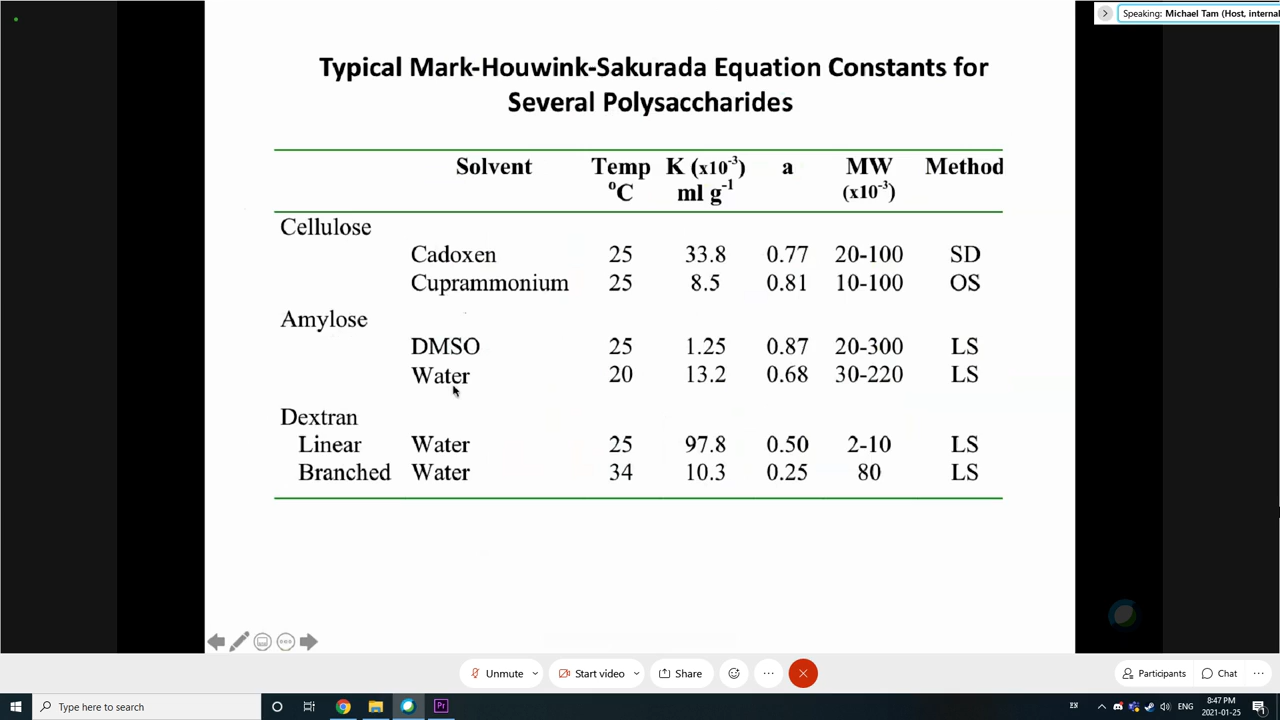 Speaking: Michael Tam (Host, internal
Typical Mark-Houwink-Sakurada Equation Constants for
Several Polysaccharides
Solvent Temp K (x10-3) a MW Method
oC ml g-1 (x10-3)
Cellulose
Cadoxen 25 33.8 0.77 20-100 SD
Cuprammonium 25 8.5 0.81 10-100 OS
Amylose
DMSO 25 1.25 0.87 20-300 LS
Water 20 13.2 0.68 30-220 LS
Dextran
Linear Water 25 97.8 0.50 2-10 LS
Branched Water 34 10.3 0.25 80 LS
Unmute Start video Share Participants Chat
Type here to search Pr ENG 8:47 PM
2021-01-25